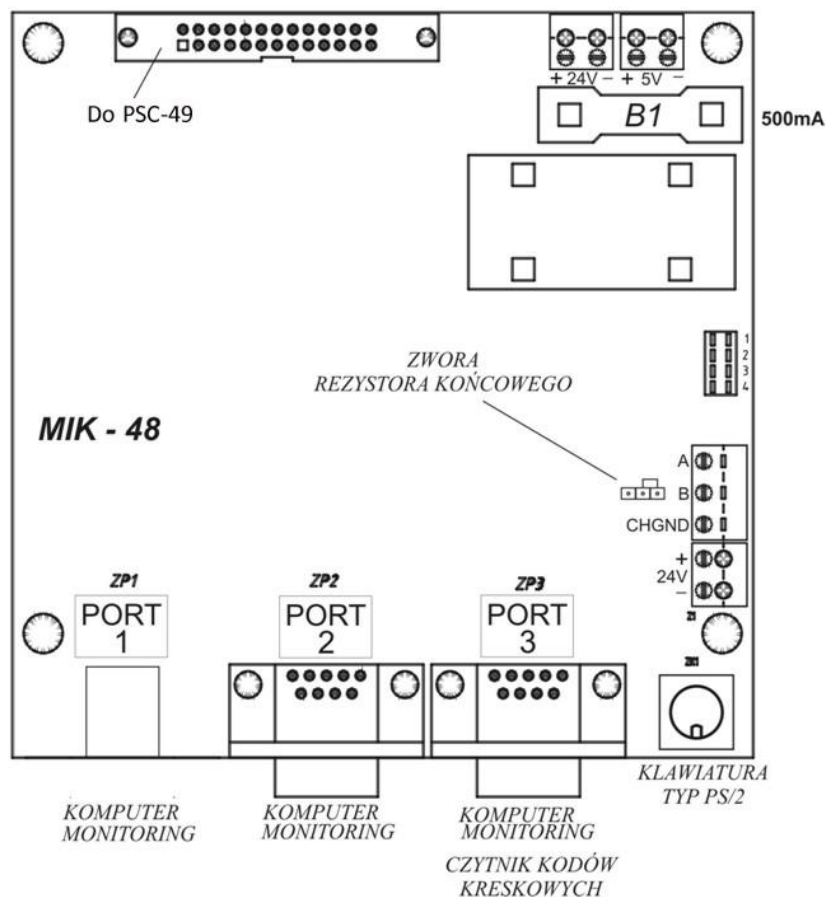 + 24V – + 5V –
Do PSC-49
B1
500mA
1
2
3
4
ZWORA
REZYSTORA KOŃCOWEGO
MIK - 48
A
B
CHGND
+
24V
–
Z1
ZP1
ZP2
ZP3
ZK1
PORT
1
PORT
2
PORT
3
KLAWIATURA
TYP PS/2
KOMPUTER
MONITORING
KOMPUTER
MONITORING
KOMPUTER
MONITORING
CZYTNIK KODÓW
KRESKOWYCH